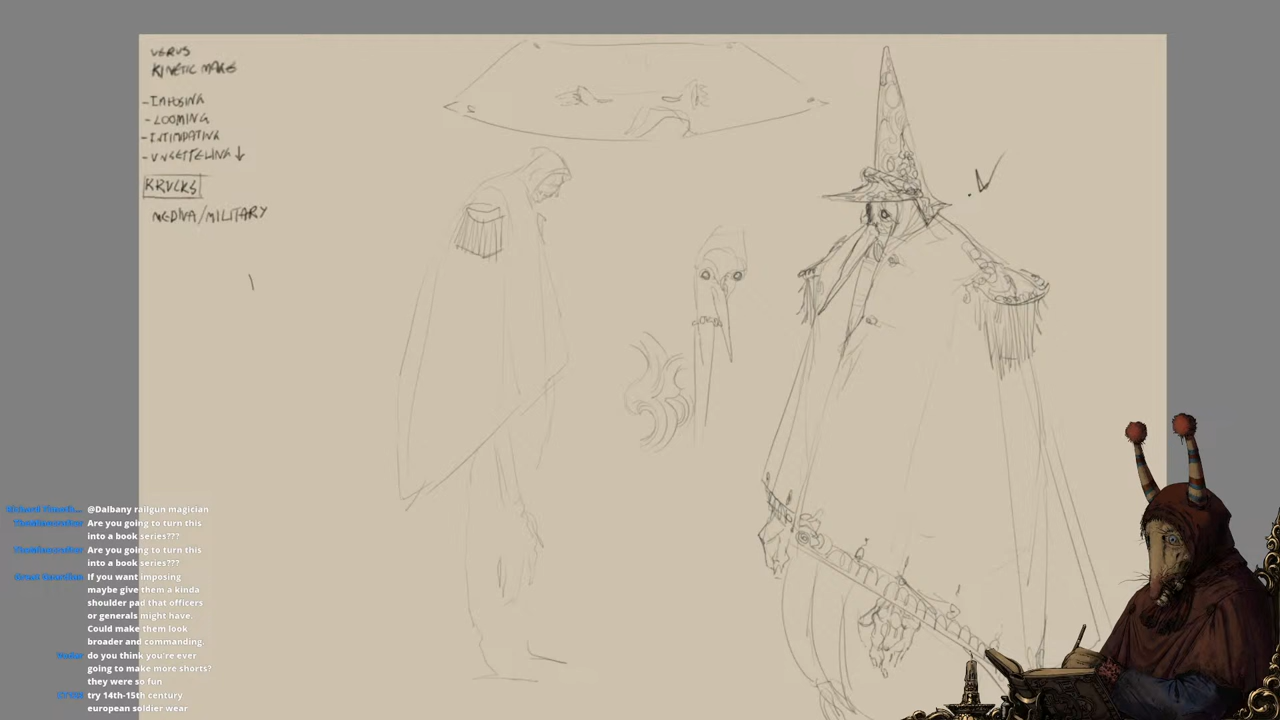 VERUS
KINETIC MAGE
-IMPOSING
-LOOMING
-INTIMIDATING
-UNSETTELING ↓
KRUCKS
MEDIVA/MILITARY
@Dalbany railgun magician
Are you going to turn this
into a book series???
Are you going to turn this
into a book series???
If you want imposing
maybe give them a kinda
shoulder pad that officers
or generals might have.
Could make them look
broader and commanding.
do you think you're ever
going to make more shorts?
they were so fun
try 14th-15th century
european soldier wear